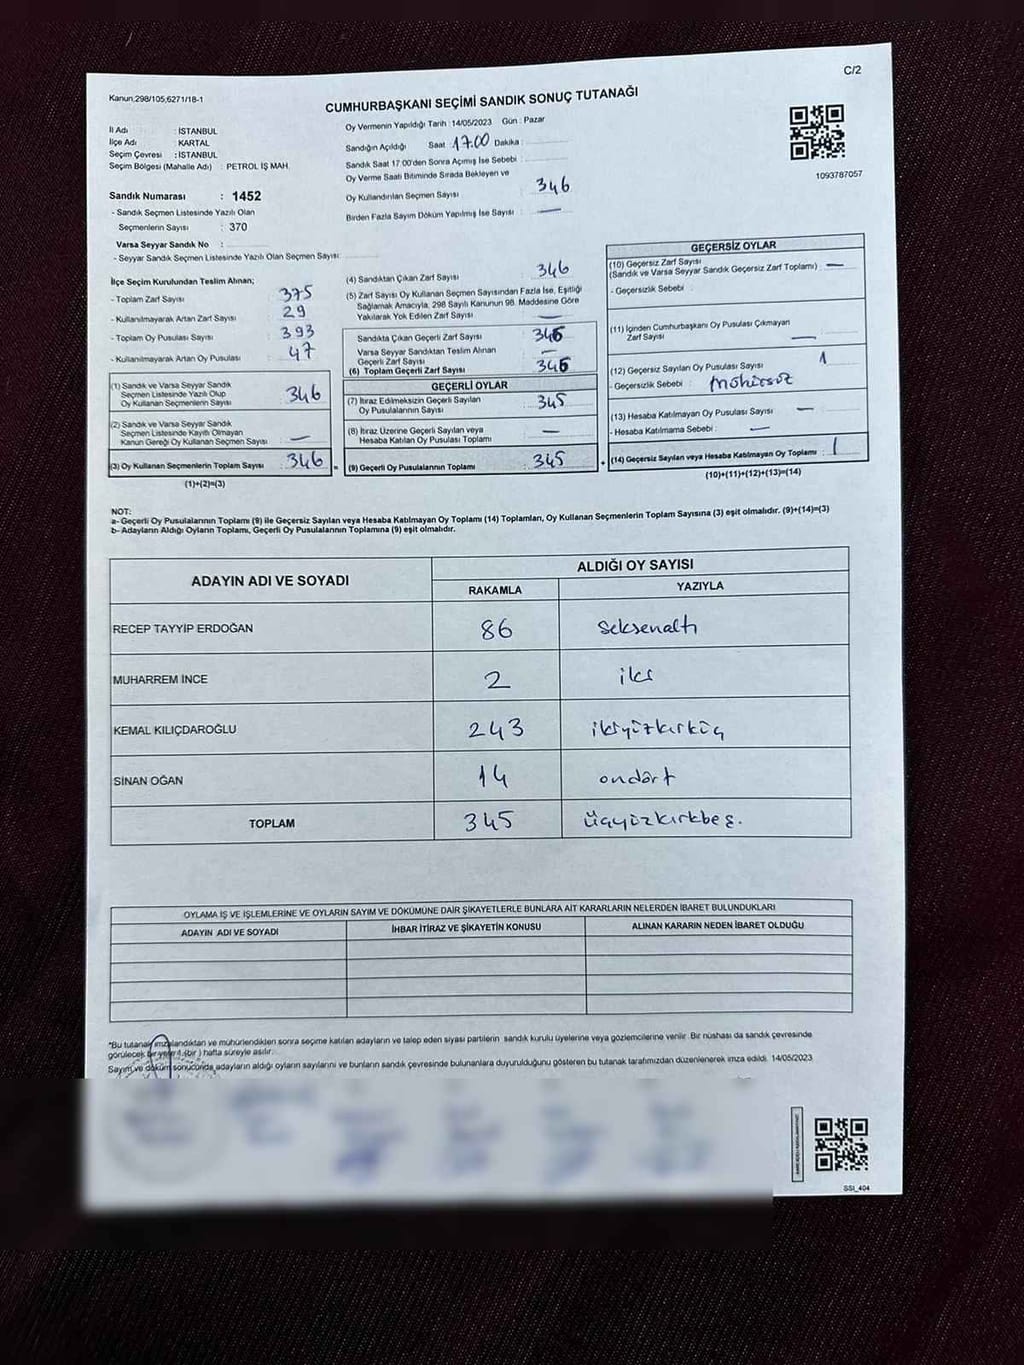 C/2
Kanun,298/105,6271/18-1
CUMHURBAŞKANI SEÇİMİ SANDIK SONUÇ TUTANAĞI
İl Adı : İSTANBUL
İlçe Adı : KARTAL
Seçim Çevresi : İSTANBUL
Seçim Bölgesi (Mahalle Adı) : PETROL İŞ MAH.
Sandık Numarası : 1452
- Sandık Seçmen Listesinde Yazılı Olan
Seçmenlerin Sayısı : 370
Varsa Seyyar Sandık No :
- Seyyar Sandık Seçmen Listesinde Yazılı Olan Seçmen Sayısı:
Oy Vermenin Yapıldığı Tarih : 14/05/2023 Gün : Pazar
Sandığın Açıldığı Saat : 17.00 Dakika :
Sandık Saat 17.00'den Sonra Açımış İse Sebebi :
Oy Verme Saati Bitiminde Sırada Bekleyen ve
Oy Kullandırılan Seçmen Sayısı : 346
Birden Fazla Sayım Döküm Yapılmış İse Sayısı : —
1093787057
İlçe Seçim Kurulundan Teslim Alınan;
- Toplam Zarf Sayısı 375
- Kullanılmayarak Artan Zarf Sayısı 29
- Toplam Oy Pusulası Sayısı 393
- Kullanılmayarak Artan Oy Pusulası 47
(1) Sandık ve Varsa Seyyar Sandık
Seçmen Listesinde Yazılı Olup
Oy Kullanan Seçmenlerin Sayısı 346
(2) Sandık ve Varsa Seyyar Sandık
Seçmen Listesinde Kayıtlı Olmayan
Kanun Gereği Oy Kullanan Seçmen Sayısı : —
(3) Oy Kullanan Seçmenlerin Toplam Sayısı : 346 =
(1)+(2)=(3)
(4) Sandıktan Çıkan Zarf Sayısı 346
(5) Zarf Sayısı Oy Kullanan Seçmen Sayısından Fazla İse, Eşitliği
Sağlamak Amacıyla, 298 Sayılı Kanunun 98. Maddesine Göre
Yakılarak Yok Edilen Zarf Sayısı —
Sandıkta Çıkan Geçerli Zarf Sayısı : 346
Varsa Seyyar Sandıktan Teslim Alınan
Geçerli Zarf Sayısı —
(6) Toplam Geçerli Zarf Sayısı : 346
GEÇERLİ OYLAR
(7) İtiraz Edilmeksizin Geçerli Sayılan
Oy Pusulalarının Sayısı : 345
(8) İtiraz Üzerine Geçerli Sayılan veya
Hesaba Katılan Oy Pusulası Toplamı : —
(9) Geçerli Oy Pusulalarının Toplamı : 345 +
GEÇERSİZ OYLAR
(10) Geçersiz Zarf Sayısı
(Sandık ve Varsa Seyyar Sandık Geçersiz Zarf Toplamı) —
- Geçersizlik Sebebi :
(11) İçinden Cumhurbaşkanı Oy Pusulası Çıkmayan
Zarf Sayısı : —
(12) Geçersiz Sayılan Oy Pusulası Sayısı : 1
- Geçersizlik Sebebi : Mühürsüz
(13) Hesaba Katılmayan Oy Pusulası Sayısı : —
- Hesaba Katılmama Sebebi : —
(14) Geçersiz Sayılan veya Hesaba Katılmayan Oy Toplamı : 1
(10)+(11)+(12)+(13)=(14)
NOT:
a- Geçerli Oy Pusulalarının Toplamı (9) ile Geçersiz Sayılan veya Hesaba Katılmayan Oy Toplamı (14) Toplamları, Oy Kullanan Seçmenlerin Toplam Sayısına (3) eşit olmalıdır. (9)+(14)=(3)
b- Adayların Aldığı Oyların Toplamı, Geçerli Oy Pusulalarının Toplamına (9) eşit olmalıdır.
ADAYIN ADI VE SOYADI ALDIĞI OY SAYISI
RAKAMLA YAZIYLA
RECEP TAYYİP ERDOĞAN 86 Seksenaltı
MUHARREM İNCE 2 iki
KEMAL KILIÇDAROĞLU 243 ikiyüzkırküç
SİNAN OĞAN 14 ondört
TOPLAM 345 üçyüzkırkbeş.
OYLAMA İŞ VE İŞLEMLERİNE VE OYLARIN SAYIM VE DÖKÜMÜNE DAİR ŞİKAYETLERLE BUNLARA AİT KARARLARIN NELERDEN İBARET BULUNDUKLARI
ADAYIN ADI VE SOYADI İHBAR İTİRAZ VE ŞİKAYETİN KONUSU ALINAN KARARIN NEDEN İBARET OLDUĞU
*Bu tutanak imzalandıktan ve mühürlendikten sonra seçime katılan adayların ve talep eden siyasi partilerin sandık kurulu üyelerine veya gözlemcilerine verilir. Bir nüshası da sandık çevresinde
görülecek bir yere 1 (bir) hafta süreyle asılır.
Sayım ve döküm sonucunda adayların aldığı oyların sayılarını ve bunların sandık çevresinde bulunanlara duyurulduğunu gösteren bu tutanak tarafımızdan düzenlenerek imza edildi. 14/05/2023
SSI_404